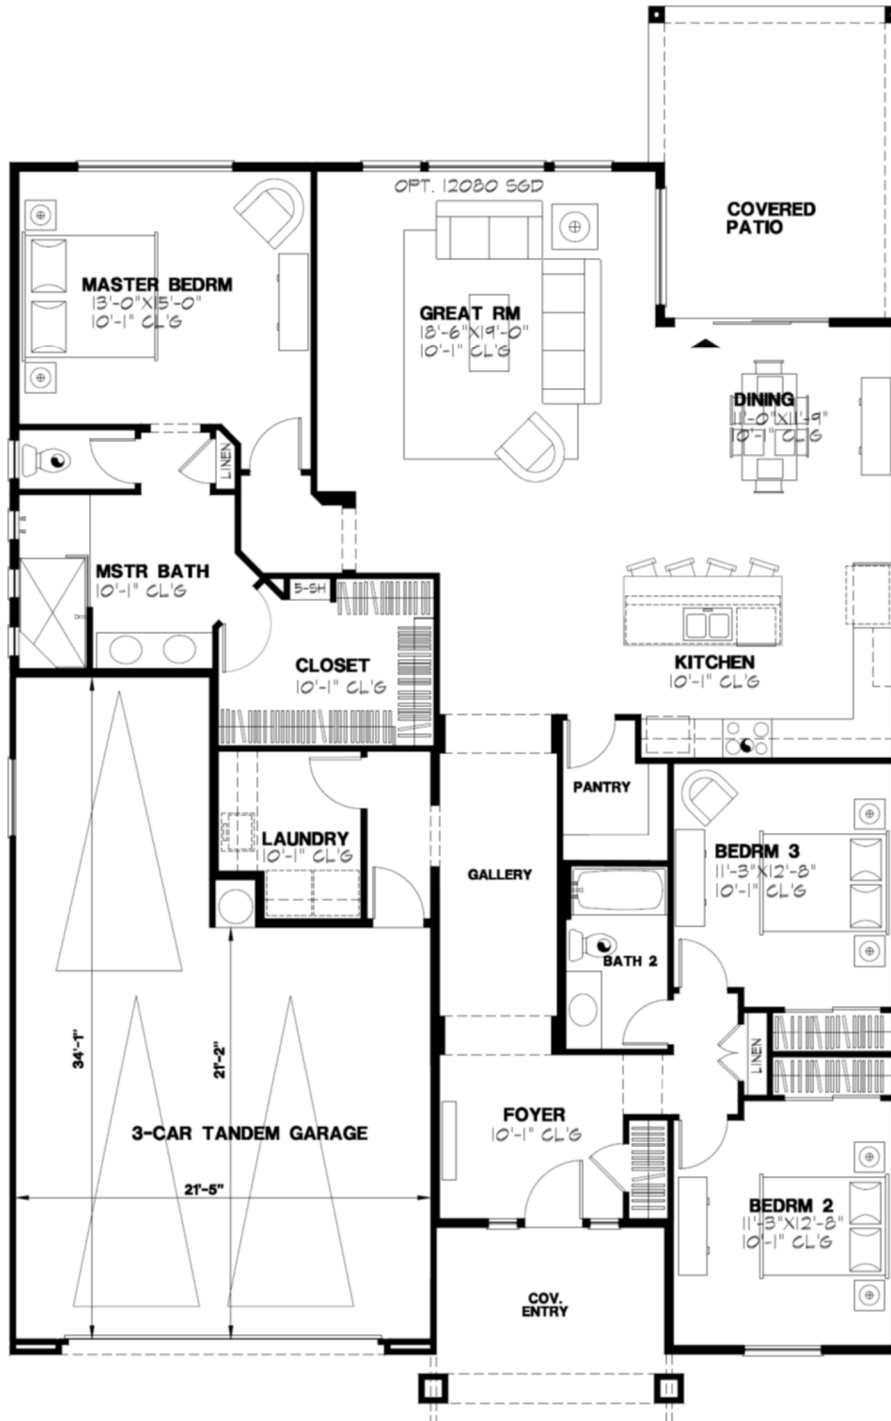 OPT. 12080 SGD
COVERED
PATIO
MASTER BEDRM
13'-0"X15'-0"
10'-1" CL'G
GREAT RM
18'-6"X19'-0"
10'-1" CL'G
DINING
11'-0"X11'-9"
10'-1" CL'G
LINEN
MSTR BATH
10'-1" CL'G
5-SH
CLOSET
10'-1" CL'G
KITCHEN
10'-1" CL'G
PANTRY
LAUNDRY
10'-1" CL'G
GALLERY
BEDRM 3
11'-3"X12'-8"
10'-1" CL'G
BATH 2
34'-1"
21'-2"
LINEN
FOYER
10'-1" CL'G
3-CAR TANDEM GARAGE
21'-5"
BEDRM 2
11'-3"X12'-8"
10'-1" CL'G
COV.
ENTRY